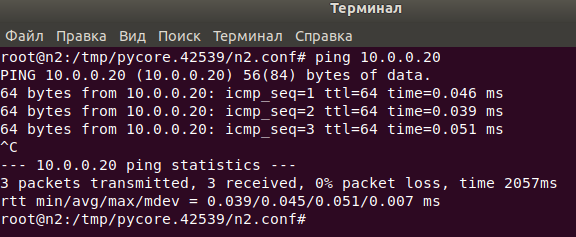 Терминал
Файл Правка Вид Поиск Терминал Справка
root@n2:/tmp/pycore.42539/n2.conf# ping 10.0.0.20
PING 10.0.0.20 (10.0.0.20) 56(84) bytes of data.
64 bytes from 10.0.0.20: icmp_seq=1 ttl=64 time=0.046 ms
64 bytes from 10.0.0.20: icmp_seq=2 ttl=64 time=0.039 ms
64 bytes from 10.0.0.20: icmp_seq=3 ttl=64 time=0.051 ms
^C
--- 10.0.0.20 ping statistics ---
3 packets transmitted, 3 received, 0% packet loss, time 2057ms
rtt min/avg/max/mdev = 0.039/0.045/0.051/0.007 ms
root@n2:/tmp/pycore.42539/n2.conf#